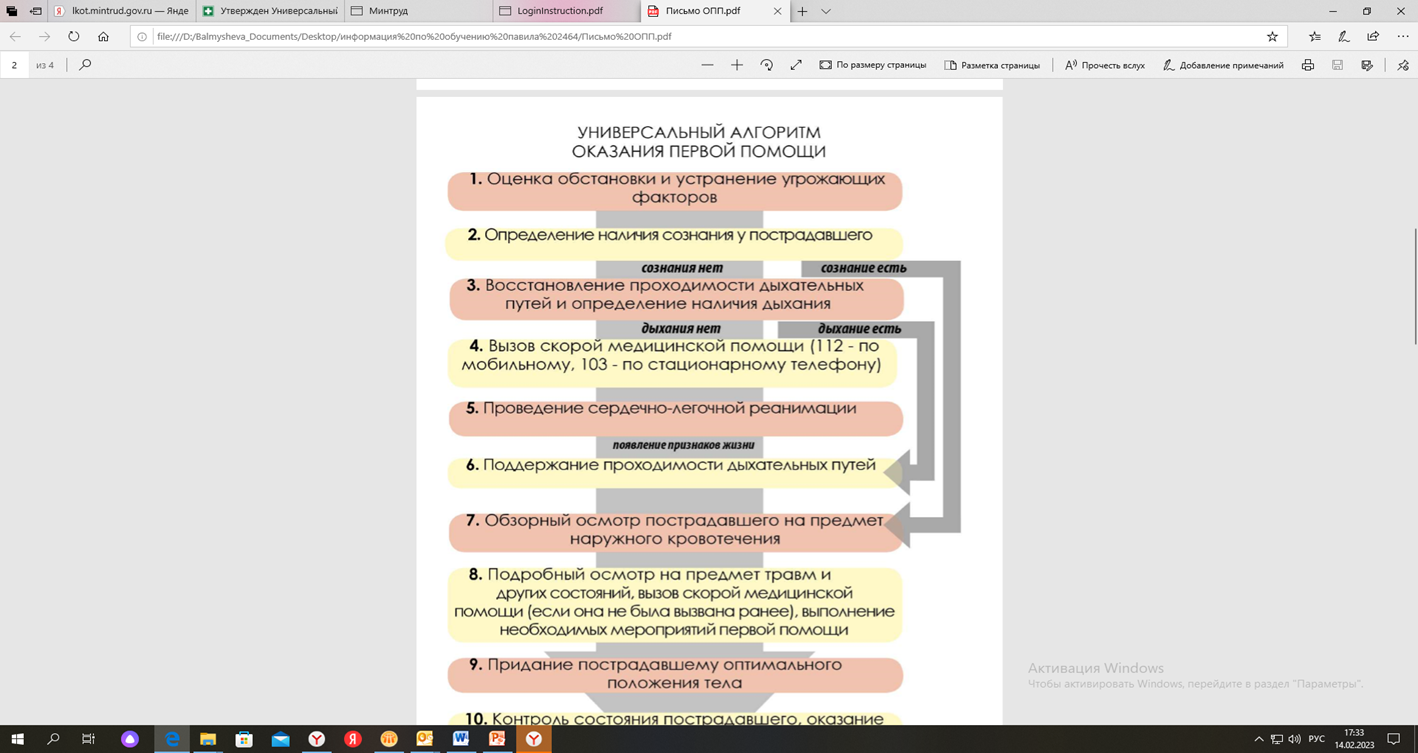 lkot.mintrud.gov.ru — Янде
Утвержден Универсальный
Минтруд
LoginInstruction.pdf
Письмо ОПП.pdf
file:///D:/Balmysheva_Documents/Desktop/информация%20по%20обучению%20павила%202464/Письмо%20ОПП.pdf
2 из 4
По размеру страницы
Разметка страницы
Прочесть вслух
Добавление примечаний
УНИВЕРСАЛЬНЫЙ АЛГОРИТМ
ОКАЗАНИЯ ПЕРВОЙ ПОМОЩИ
1. Оценка обстановки и устранение угрожающих
факторов
2. Определение наличия сознания у пострадавшего
сознания нет
сознание есть
3. Восстановление проходимости дыхательных
путей и определение наличия дыхания
дыхания нет
дыхание есть
4. Вызов скорой медицинской помощи (112 - по
мобильному, 103 - по стационарному телефону)
5. Проведение сердечно-легочной реанимации
появление признаков жизни
6. Поддержание проходимости дыхательных путей
7. Обзорный осмотр пострадавшего на предмет
наружного кровотечения
8. Подробный осмотр на предмет травм и
других состояний, вызов скорой медицинской
помощи (если она не была вызвана ранее), выполнение
необходимых мероприятий первой помощи
9. Придание пострадавшему оптимального
положения тела
10. Контроль состояния пострадавшего, оказание
Активация Windows
Чтобы активировать Windows, перейдите в раздел "Параметры".
РУС
17:33
14.02.2023